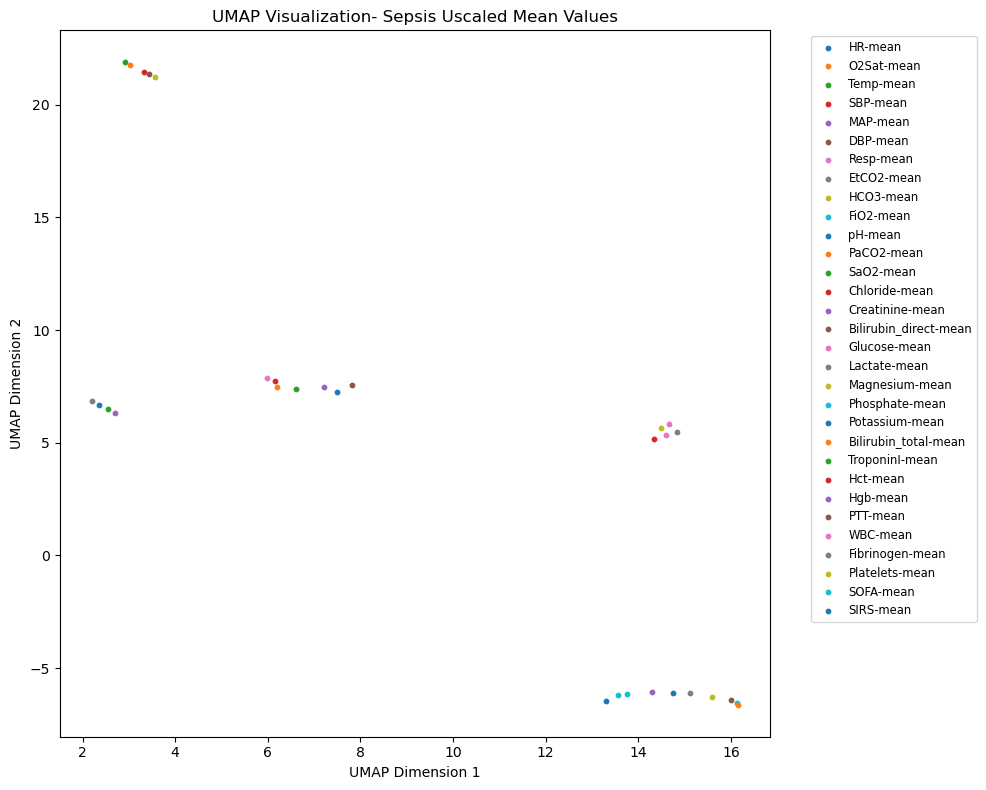 UMAP Visualization- Sepsis Uscaled Mean Values
20
15
10
5
0
−5
UMAP Dimension 2
2 4 6 8 10 12 14 16
UMAP Dimension 1
HR-mean
O2Sat-mean
Temp-mean
SBP-mean
MAP-mean
DBP-mean
Resp-mean
EtCO2-mean
HCO3-mean
FiO2-mean
pH-mean
PaCO2-mean
SaO2-mean
Chloride-mean
Creatinine-mean
Bilirubin_direct-mean
Glucose-mean
Lactate-mean
Magnesium-mean
Phosphate-mean
Potassium-mean
Bilirubin_total-mean
TroponinI-mean
Hct-mean
Hgb-mean
PTT-mean
WBC-mean
Fibrinogen-mean
Platelets-mean
SOFA-mean
SIRS-mean